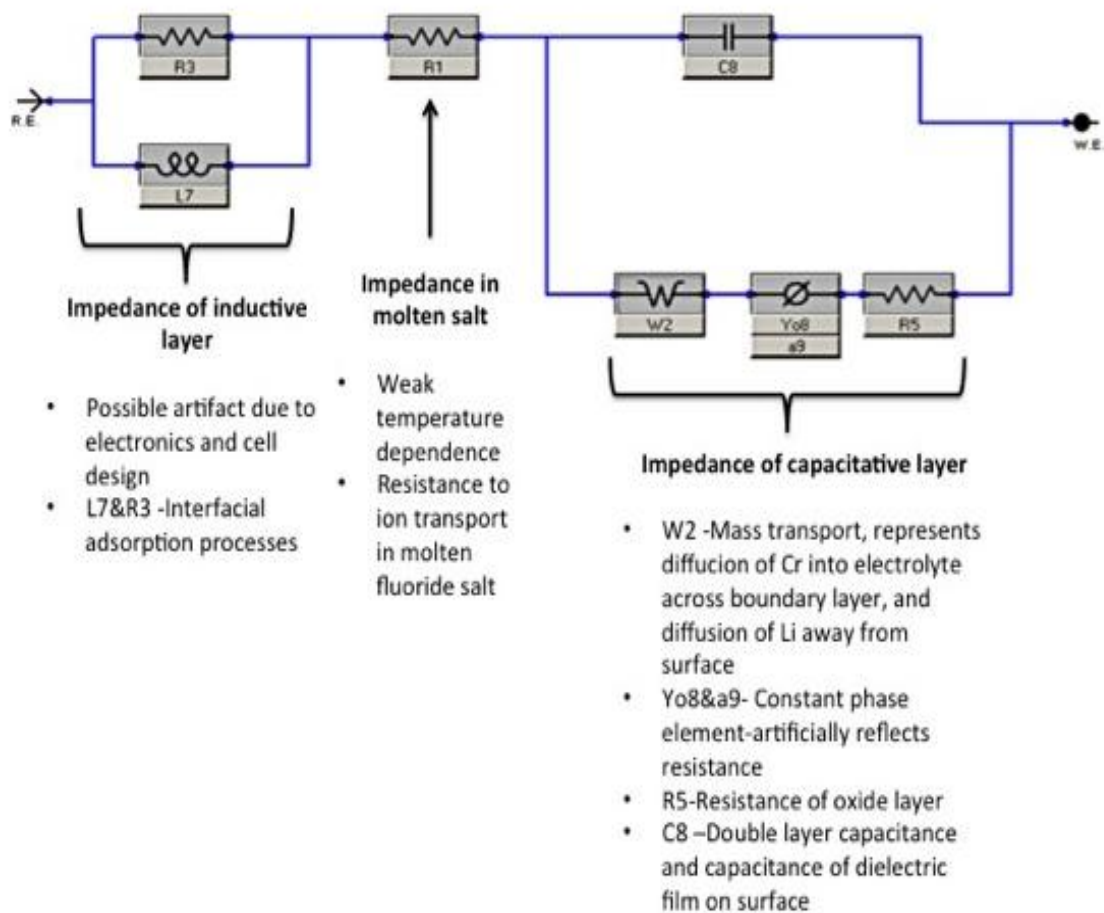 R3
C8
R1
R.E.
W.E.
L7
W2
Yo8
a9
R5
Impedance of inductive
layer
• Possible artifact due to
electronics and cell
design
• L7&R3 -Interfacial
adsorption processes
Impedance in
molten salt
• Weak
temperature
dependence
• Resistance to
ion transport
in molten
fluoride salt
Impedance of capacitative layer
• W2 -Mass transport, represents
diffucion of Cr into electrolyte
across boundary layer, and
diffusion of Li away from
surface
• Yo8&a9- Constant phase
element-artificially reflects
resistance
• R5-Resistance of oxide layer
• C8 –Double layer capacitance
and capacitance of dielectric
film on surface